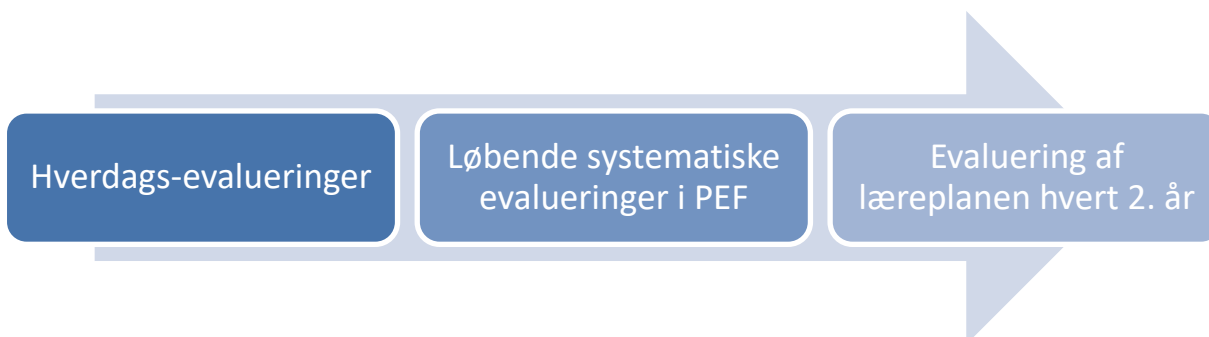 Hverdags-evalueringer
Løbende systematiske
evalueringer i PEF
Evaluering af
læreplanen hvert 2. år